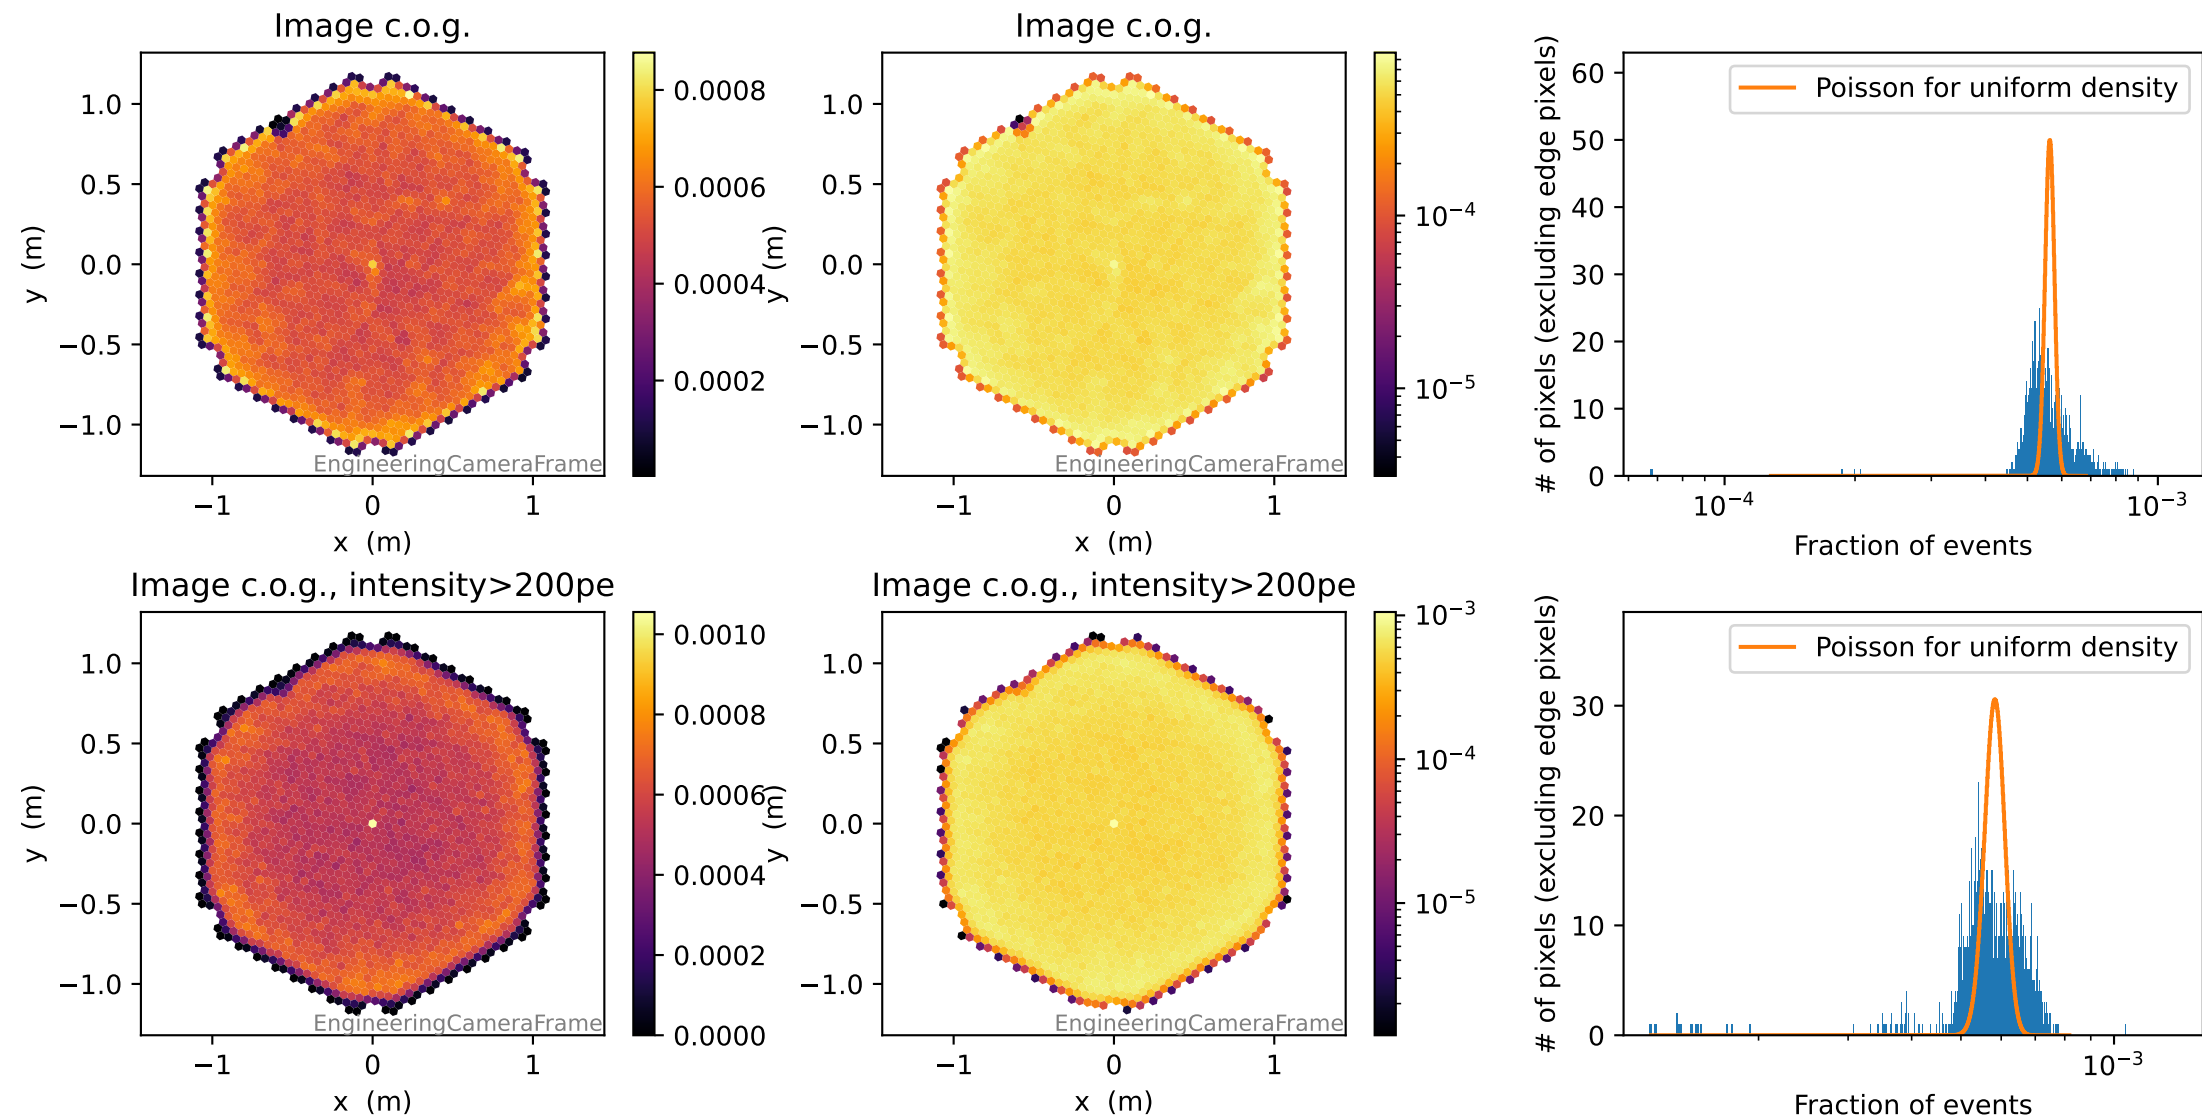 Image c.o.g.
1.0
0.5
0.0
−0.5
−1.0
y (m)
−1
0
1
x (m)
EngineeringCameraFrame
0.0008
0.0006
0.0004
0.0002
Image c.o.g.
1.0
0.5
0.0
−0.5
−1.0
y (m)
−1
0
1
x (m)
EngineeringCameraFrame
10⁻⁴
10⁻⁵
60
50
40
30
20
10
0
# of pixels (excluding edge pixels)
Poisson for uniform density
10⁻⁴
10⁻³
Fraction of events
Image c.o.g., intensity>200pe
1.0
0.5
0.0
−0.5
−1.0
y (m)
−1
0
1
x (m)
EngineeringCameraFrame
0.0010
0.0008
0.0006
0.0004
0.0002
0.0000
Image c.o.g., intensity>200pe
1.0
0.5
0.0
−0.5
−1.0
y (m)
−1
0
1
x (m)
EngineeringCameraFrame
10⁻³
10⁻⁴
10⁻⁵
30
20
10
0
# of pixels (excluding edge pixels)
Poisson for uniform density
10⁻³
Fraction of events